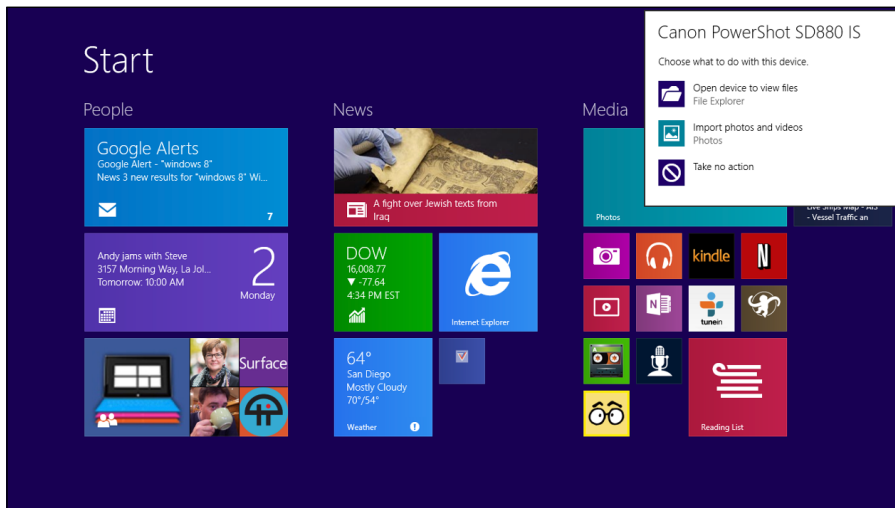 Start
Canon PowerShot SD880 IS
Choose what to do with this device.
Open device to view files
File Explorer
Import photos and videos
Photos
Take no action
People
Google Alerts
Google Alert - "windows 8"
News 3 new results for "windows 8" Wi...
7
Andy jams with Steve
3157 Morning Way, La Jol...
Tomorrow: 10:00 AM
2
Monday
Surface
News
A fight over Jewish texts from
Iraq
DOW
16,008.77
▼ -77.64
4:34 PM EST
Internet Explorer
64°
San Diego
Mostly Cloudy
70°/54°
Weather
Media
Photos
Live Ships Map - AIS
- Vessel Traffic an
kindle
N
N
tunein
Reading List